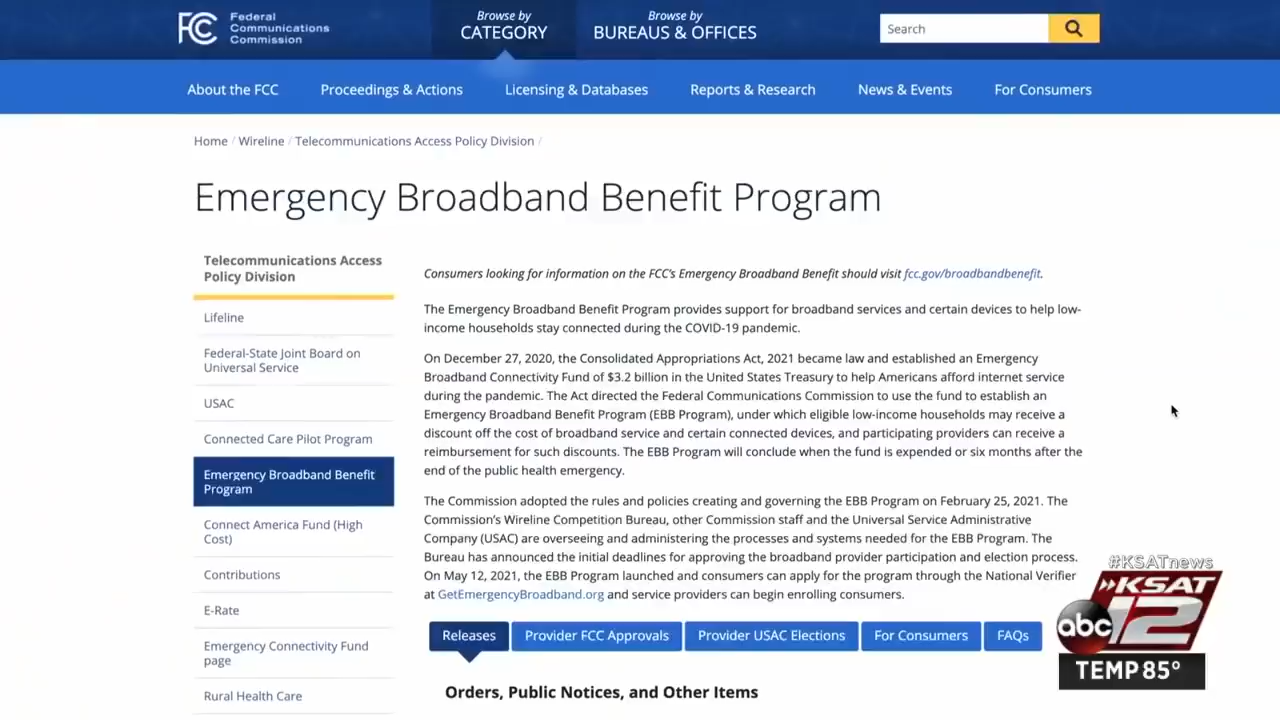 FCC
Federal
Communications
Commission
Browse by
CATEGORY
Browse by
BUREAUS & OFFICES
Search
About the FCC
Proceedings & Actions
Licensing & Databases
Reports & Research
News & Events
For Consumers
Home / Wireline / Telecommunications Access Policy Division /
Emergency Broadband Benefit Program
Telecommunications Access
Policy Division
Lifeline
Federal-State Joint Board on
Universal Service
USAC
Connected Care Pilot Program
Emergency Broadband Benefit
Program
Connect America Fund (High
Cost)
Contributions
E-Rate
Emergency Connectivity Fund
page
Rural Health Care
Consumers looking for information on the FCC's Emergency Broadband Benefit should visit fcc.gov/broadbandbenefit.
The Emergency Broadband Benefit Program provides support for broadband services and certain devices to help low-
income households stay connected during the COVID-19 pandemic.
On December 27, 2020, the Consolidated Appropriations Act, 2021 became law and established an Emergency
Broadband Connectivity Fund of $3.2 billion in the United States Treasury to help Americans afford internet service
during the pandemic. The Act directed the Federal Communications Commission to use the fund to establish an
Emergency Broadband Benefit Program (EBB Program), under which eligible low-income households may receive a
discount off the cost of broadband service and certain connected devices, and participating providers can receive a
reimbursement for such discounts. The EBB Program will conclude when the fund is expended or six months after the
end of the public health emergency.
The Commission adopted the rules and policies creating and governing the EBB Program on February 25, 2021. The
Commission's Wireline Competition Bureau, other Commission staff and the Universal Service Administrative
Company (USAC) are overseeing and administering the processes and systems needed for the EBB Program. The
Bureau has announced the initial deadlines for approving the broadband provider participation and election process.
On May 12, 2021, the EBB Program launched and consumers can apply for the program through the National Verifier
at GetEmergencyBroadband.org and service providers can begin enrolling consumers.
Releases
Provider FCC Approvals
Provider USAC Elections
For Consumers
FAQs
Orders, Public Notices, and Other Items
#KSATnews
KSAT
abc 12
TEMP 85°